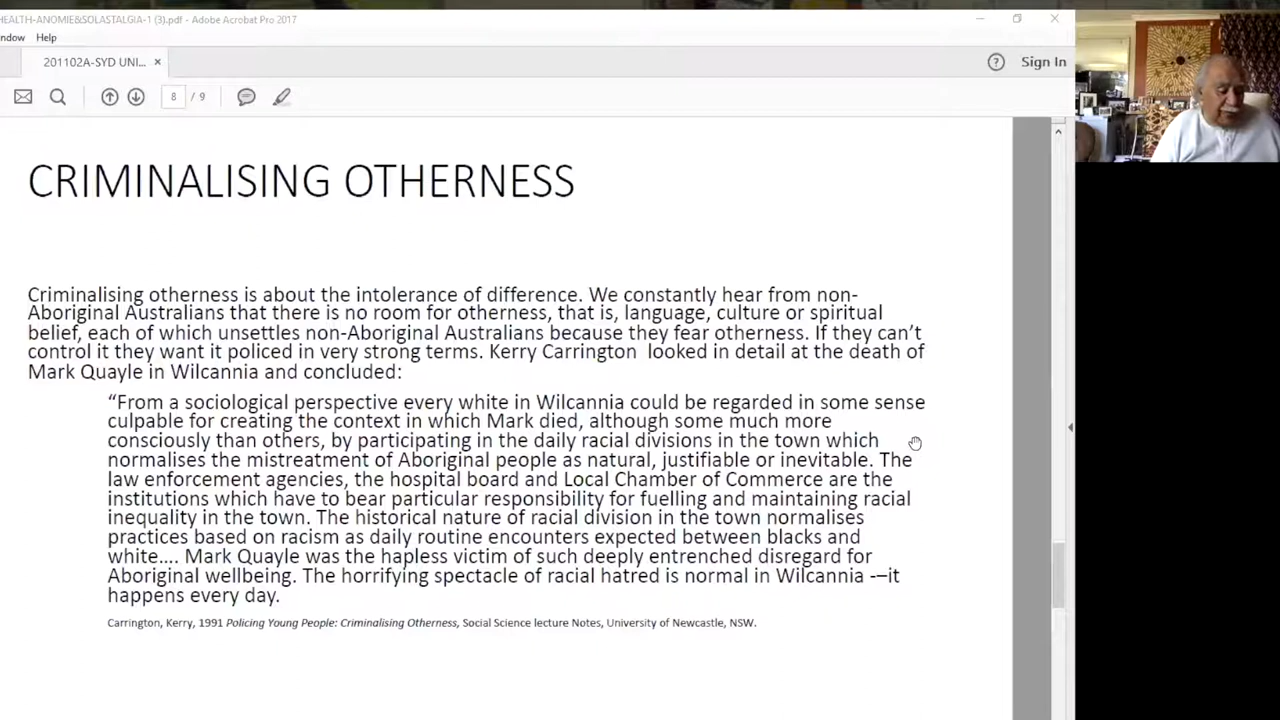 HEALTH-ANOMIE&SOLASTALGIA-1 (3).pdf - Adobe Acrobat Pro 2017
ndow Help
201102A-SYD UNI... ×
Sign In
8 / 9
CRIMINALISING OTHERNESS
Criminalising otherness is about the intolerance of difference. We constantly hear from non-
Aboriginal Australians that there is no room for otherness, that is, language, culture or spiritual
belief, each of which unsettles non-Aboriginal Australians because they fear otherness. If they can’t
control it they want it policed in very strong terms. Kerry Carrington looked in detail at the death of
Mark Quayle in Wilcannia and concluded:
“From a sociological perspective every white in Wilcannia could be regarded in some sense
culpable for creating the context in which Mark died, although some much more
consciously than others, by participating in the daily racial divisions in the town which
normalises the mistreatment of Aboriginal people as natural, justifiable or inevitable. The
law enforcement agencies, the hospital board and Local Chamber of Commerce are the
institutions which have to bear particular responsibility for fuelling and maintaining racial
inequality in the town. The historical nature of racial division in the town normalises
practices based on racism as daily routine encounters expected between blacks and
white.... Mark Quayle was the hapless victim of such deeply entrenched disregard for
Aboriginal wellbeing. The horrifying spectacle of racial hatred is normal in Wilcannia -–it
happens every day.
Carrington, Kerry, 1991 Policing Young People: Criminalising Otherness, Social Science lecture Notes, University of Newcastle, NSW.